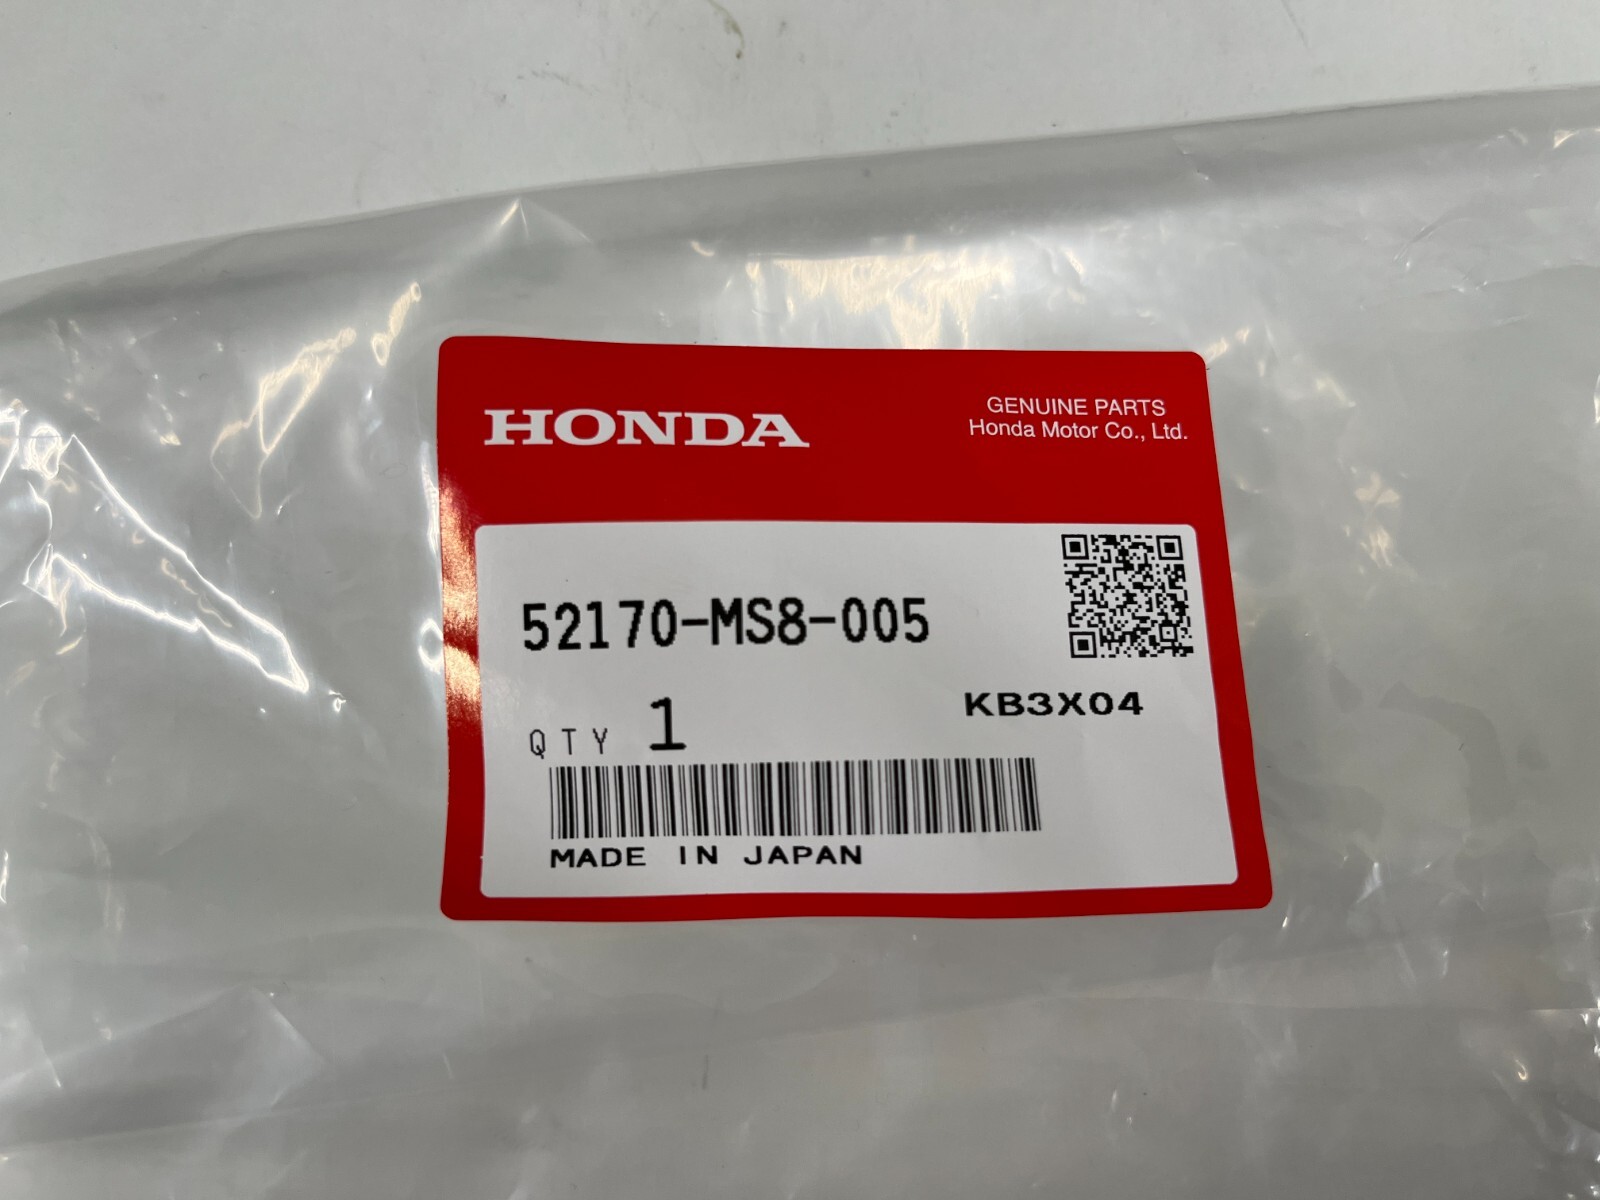 HONDA
GENUINE PARTS
Honda Motor Co., Ltd.
52170-MS8-005
KB3X04
QTY 1
MADE IN JAPAN